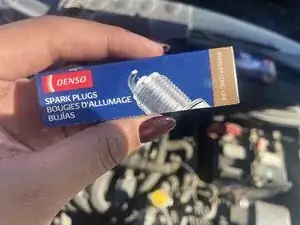 DENSO
SPARK PLUGS
BOUGIES D'ALLUMAGE
BUJÍAS